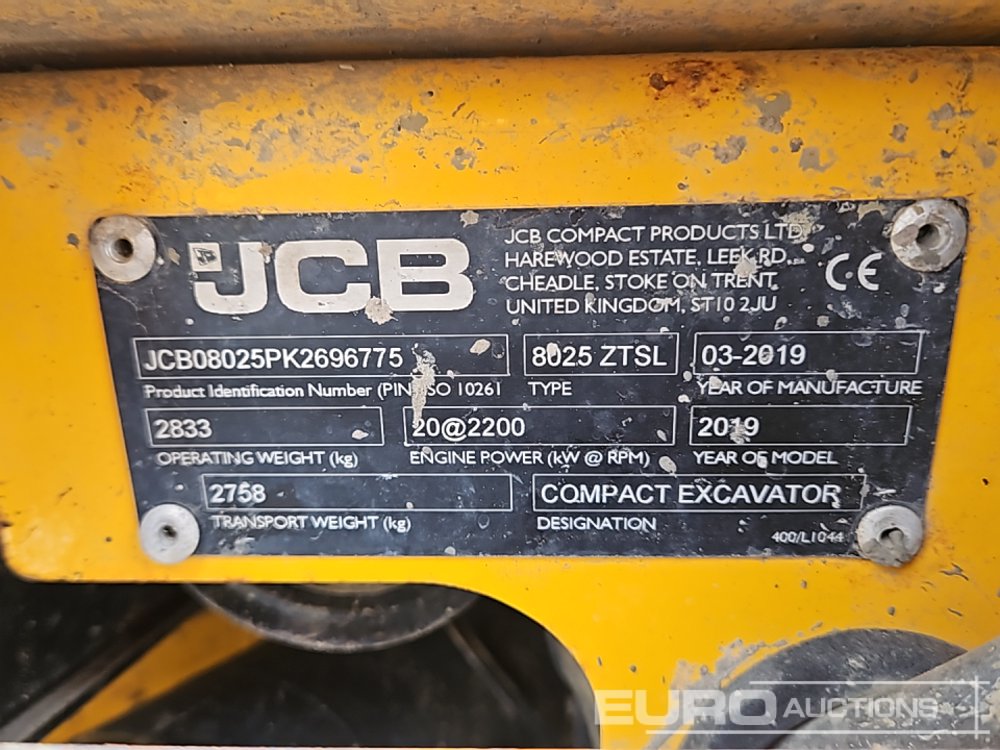 JCB
JCB COMPACT PRODUCTS LTD
HAREWOOD ESTATE, LEEK RD,
CHEADLE, STOKE ON TRENT,
UNITED KINGDOM, ST10 2JU
CE
JCB08025PK2696775
Product Identification Number (PIN) ISO 10261
8025 ZTSL
TYPE
03-2019
YEAR OF MANUFACTURE
2833
OPERATING WEIGHT (kg)
20@2200
ENGINE POWER (kW @ RPM)
2019
YEAR OF MODEL
2758
TRANSPORT WEIGHT (kg)
COMPACT EXCAVATOR
DESIGNATION
400/L1044
EURO AUCTIONS